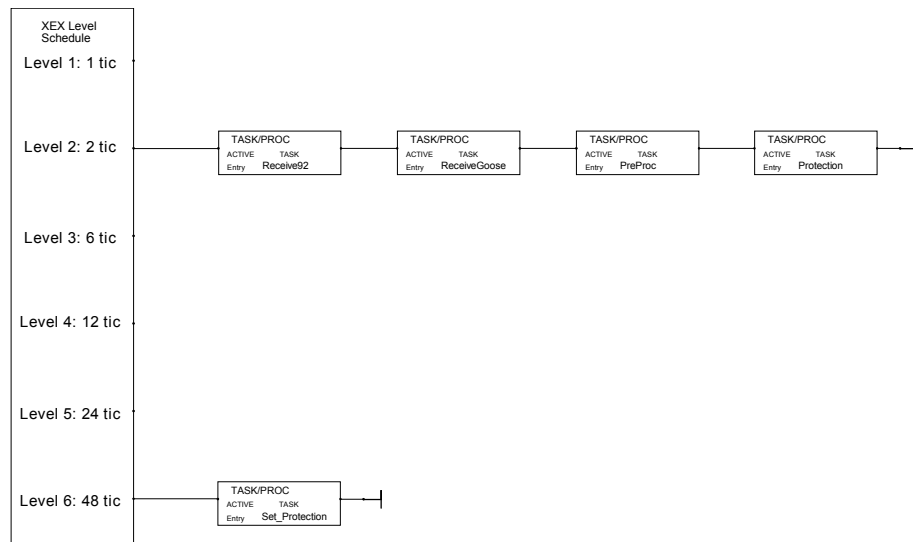 XEX Level
Schedule
Level 1: 1 tic
Level 2: 2 tic
TASK/PROC
ACTIVE TASK
Entry Receive92
TASK/PROC
ACTIVE TASK
Entry ReceiveGoose
TASK/PROC
ACTIVE TASK
Entry PreProc
TASK/PROC
ACTIVE TASK
Entry Protection
Level 3: 6 tic
Level 4: 12 tic
Level 5: 24 tic
Level 6: 48 tic
TASK/PROC
ACTIVE TASK
Entry Set_Protection